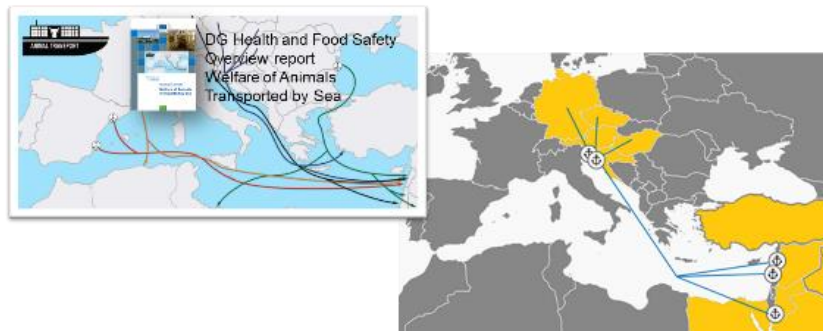 ANIMAL TRANSPORT
DG Health and Food Safety
Overview report
Welfare of Animals
Transported by Sea